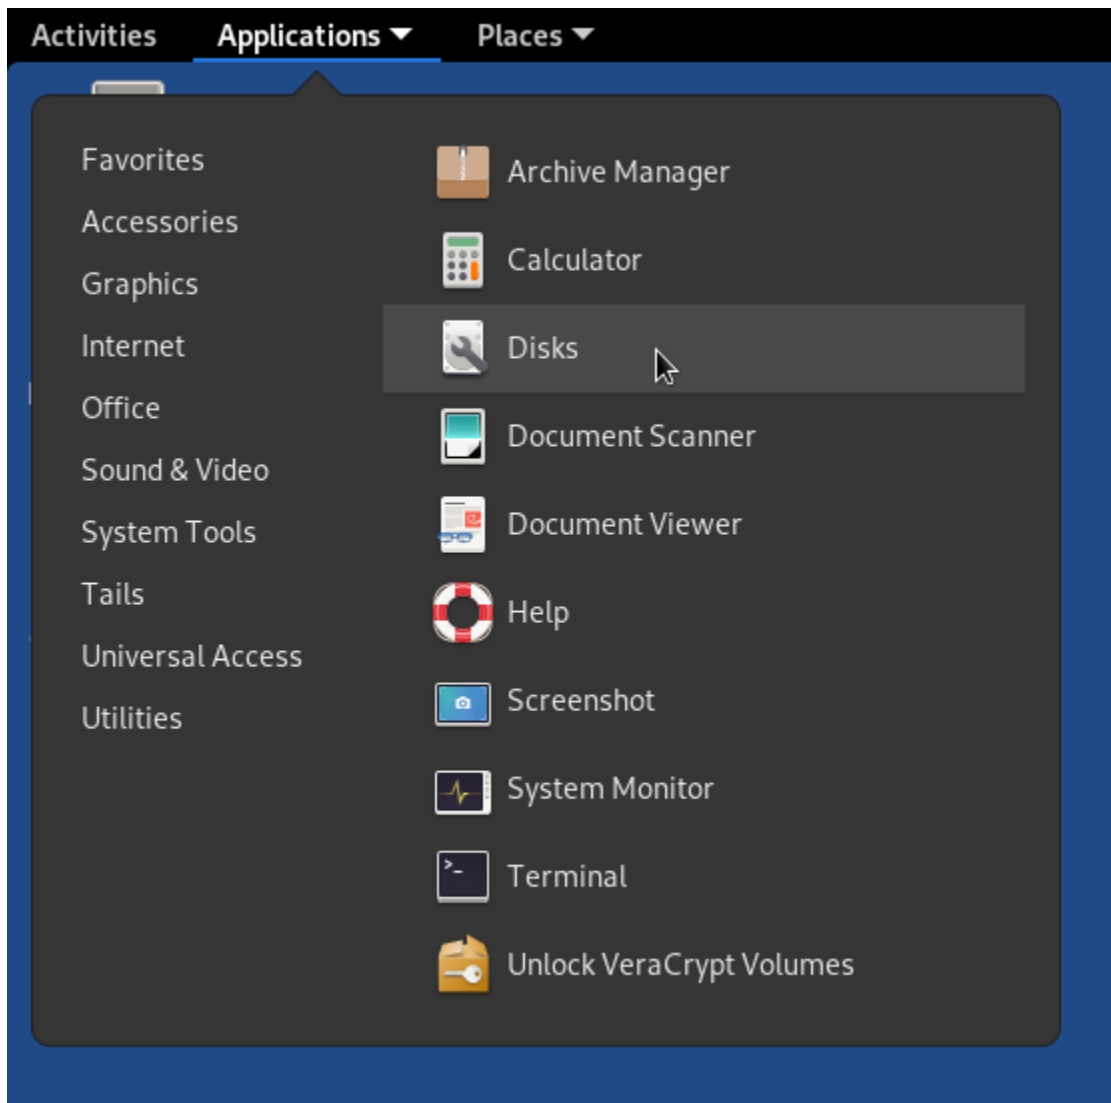 Activities Applications Places
Favorites
Accessories
Graphics
Internet
Office
Sound & Video
System Tools
Tails
Universal Access
Utilities
Archive Manager
Calculator
Disks
Document Scanner
Document Viewer
Help
Screenshot
System Monitor
>_ Terminal
Unlock VeraCrypt Volumes